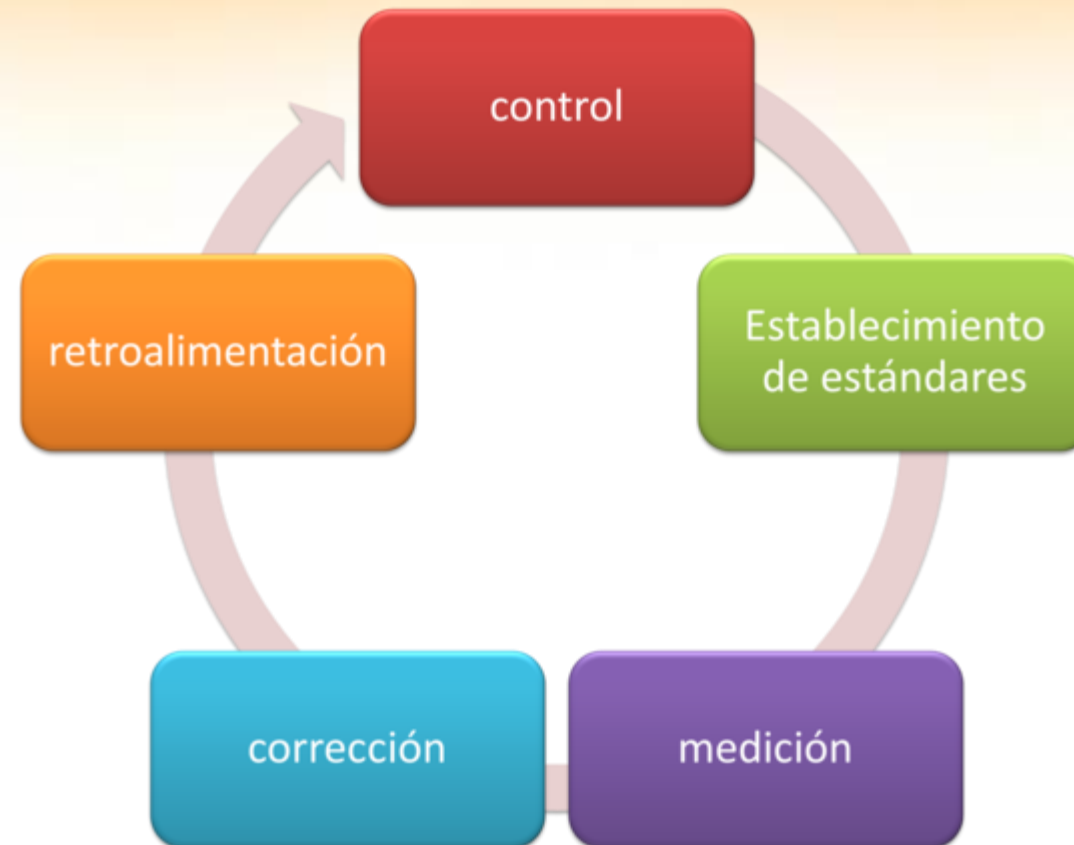 control
Establecimiento
de estándares
medición
corrección
retroalimentación